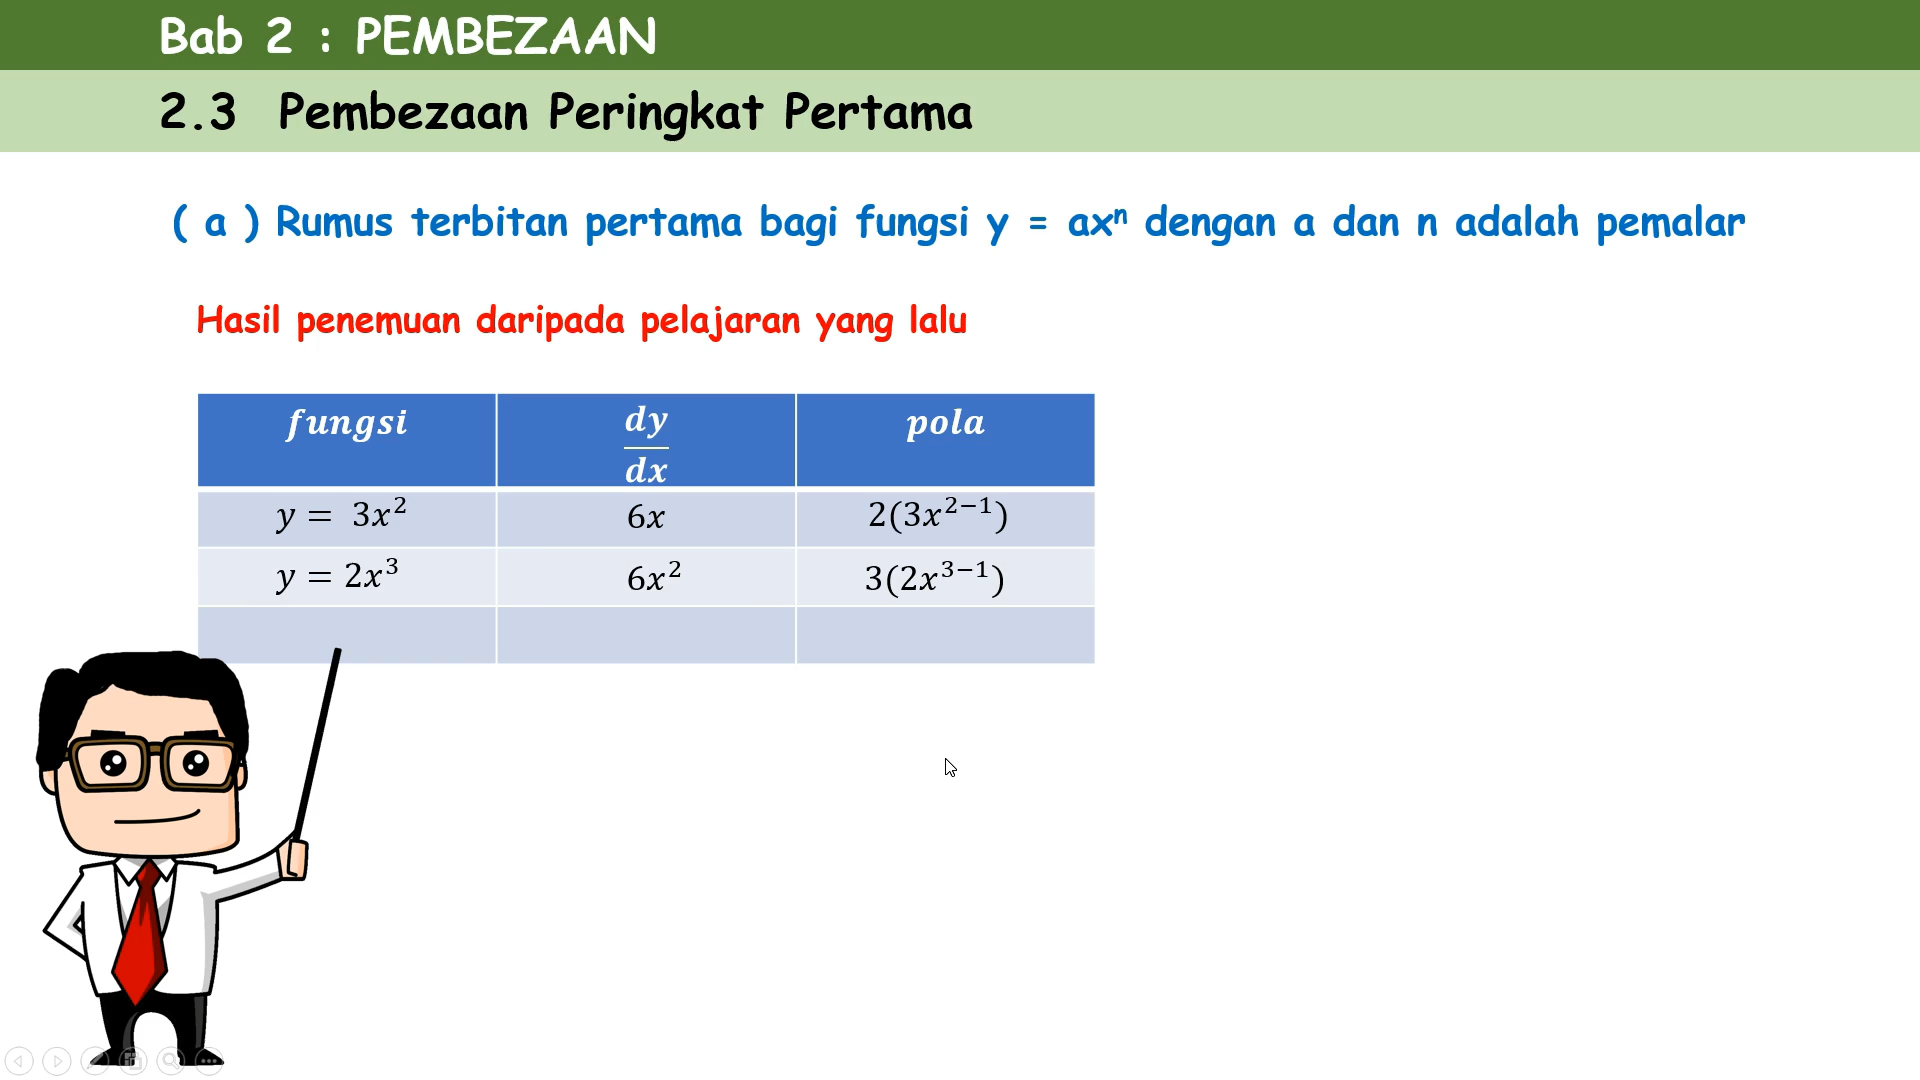 Bab 2 : PEMBEZAAN
2.3 Pembezaan Peringkat Pertama
( a ) Rumus terbitan pertama bagi fungsi y = axⁿ dengan a dan n adalah pemalar
Hasil penemuan daripada pelajaran yang lalu
fungsi dy/dx pola
y = 3x² 6x 2(3x²⁻¹)
y = 2x³ 6x² 3(2x³⁻¹)